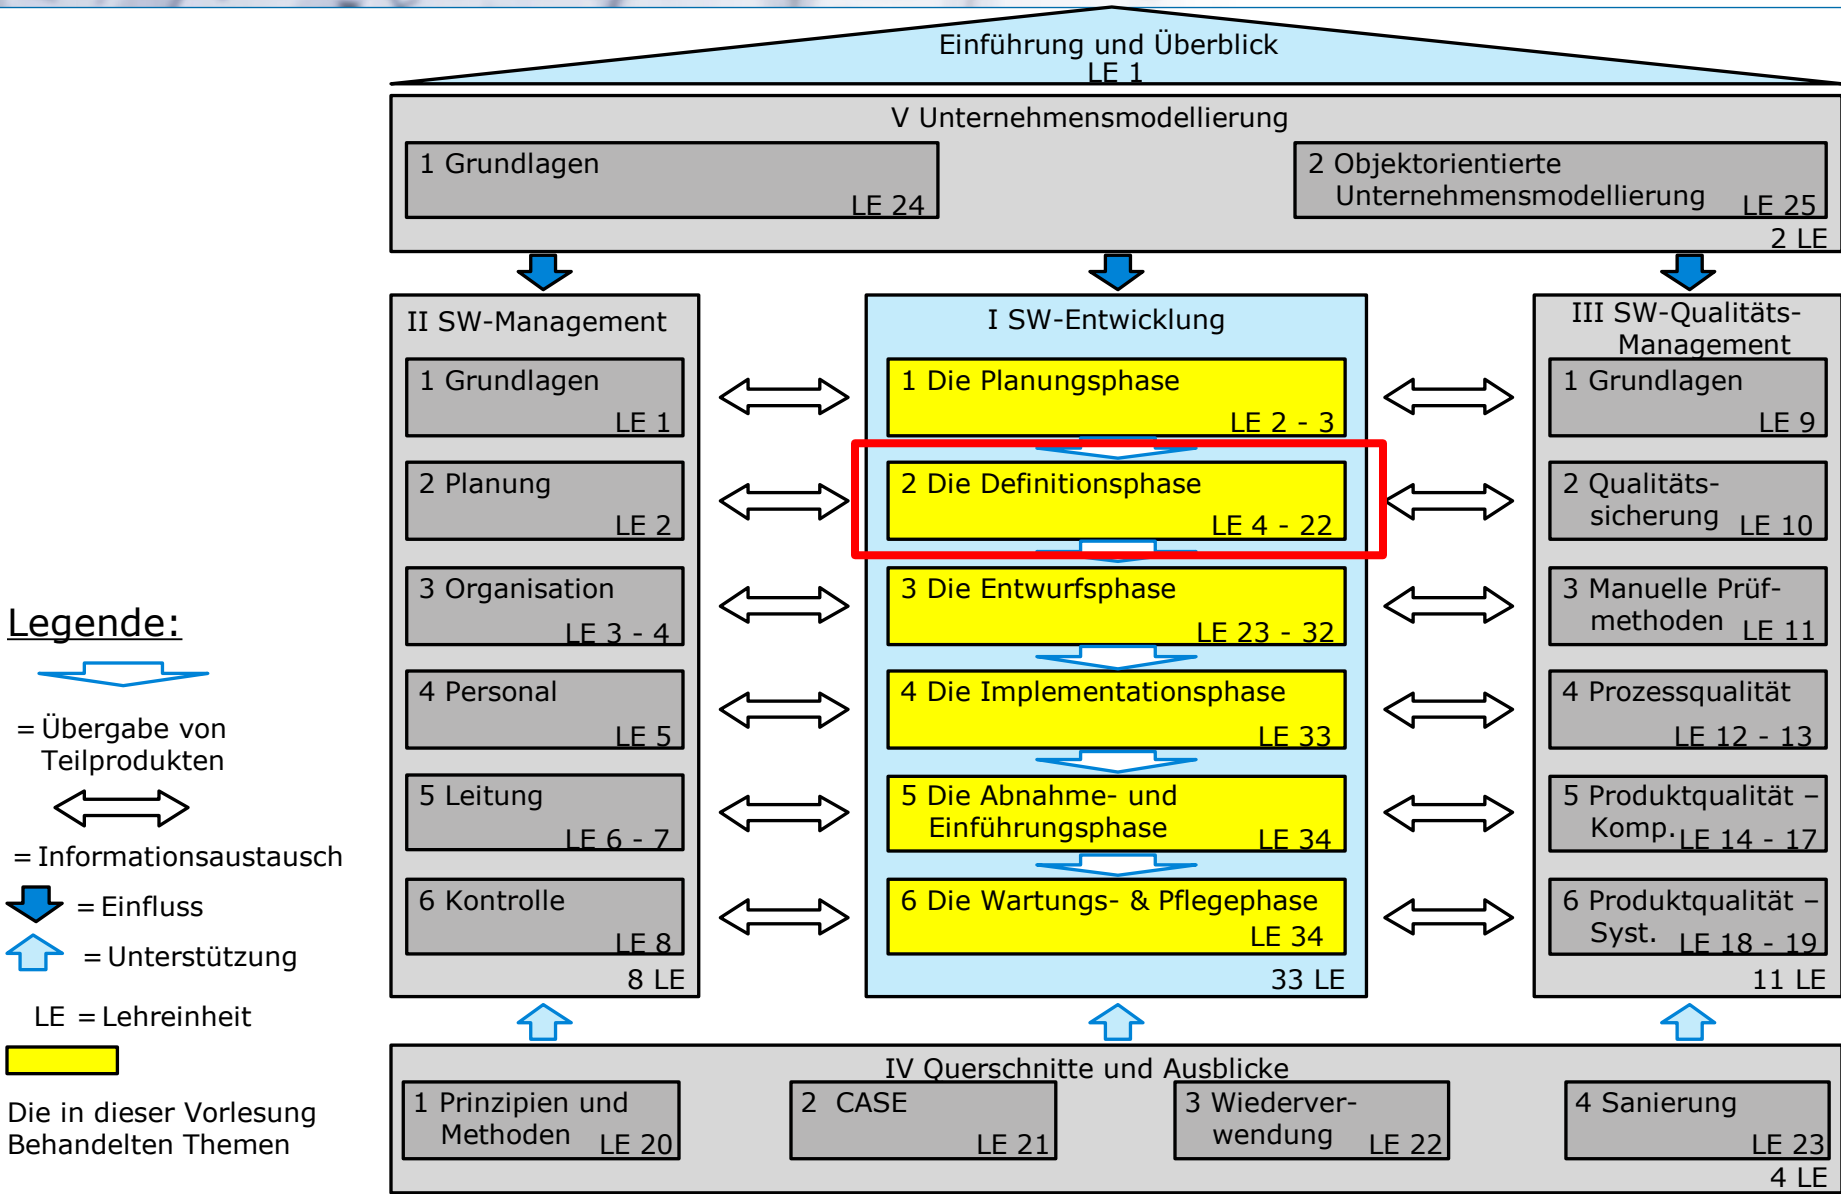 Einführung und Überblick
LE 1
V Unternehmensmodellierung
1 Grundlagen
LE 24
2 Objektorientierte
Unternehmensmodellierung
LE 25
2 LE
II SW-Management
1 Grundlagen
LE 1
2 Planung
LE 2
3 Organisation
LE 3 - 4
4 Personal
LE 5
5 Leitung
LE 6 - 7
6 Kontrolle
LE 8
8 LE
I SW-Entwicklung
1 Die Planungsphase
LE 2 - 3
2 Die Definitionsphase
LE 4 - 22
3 Die Entwurfsphase
LE 23 - 32
4 Die Implementationsphase
LE 33
5 Die Abnahme- und
Einführungsphase
LE 34
6 Die Wartungs- & Pflegephase
LE 34
33 LE
III SW-Qualitäts-
Management
1 Grundlagen
LE 9
2 Qualitäts-
sicherung LE 10
3 Manuelle Prüf-
methoden LE 11
4 Prozessqualität
LE 12 - 13
5 Produktqualität –
Komp. LE 14 - 17
6 Produktqualität –
Syst. LE 18 - 19
11 LE
IV Querschnitte und Ausblicke
1 Prinzipien und
Methoden LE 20
2 CASE
LE 21
3 Wiederver-
wendung LE 22
4 Sanierung
LE 23
4 LE
Legende:
= Übergabe von
Teilprodukten
= Informationsaustausch
= Einfluss
= Unterstützung
LE = Lehreinheit
Die in dieser Vorlesung
Behandelten Themen